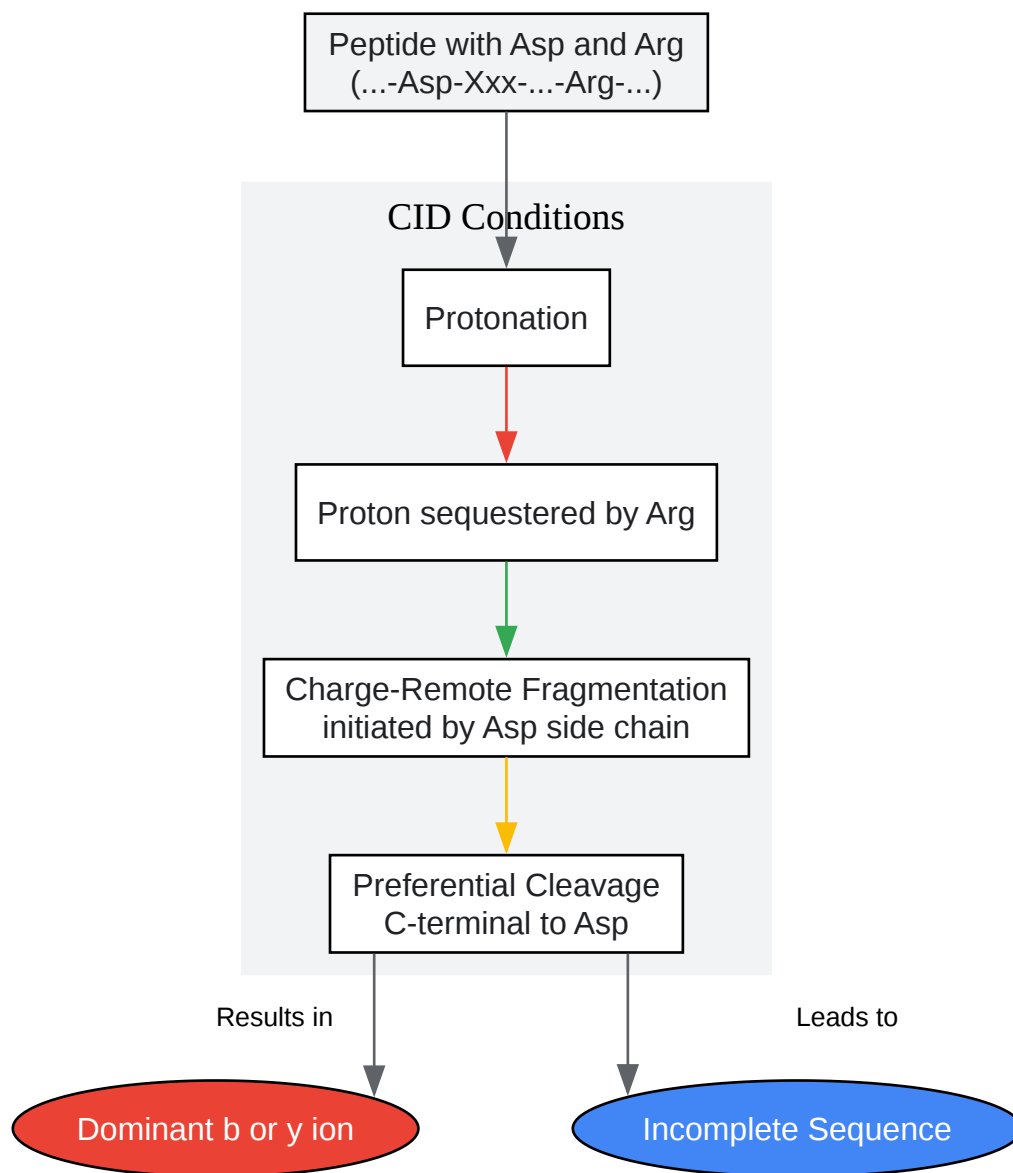 Peptide with Asp and Arg
(...-Asp-Xxx-...-Arg-...)
CID Conditions
Protonation
Proton sequestered by Arg
Charge-Remote Fragmentation
initiated by Asp side chain
Preferential Cleavage
C-terminal to Asp
Results in
Leads to
Dominant b or y ion
Incomplete Sequence